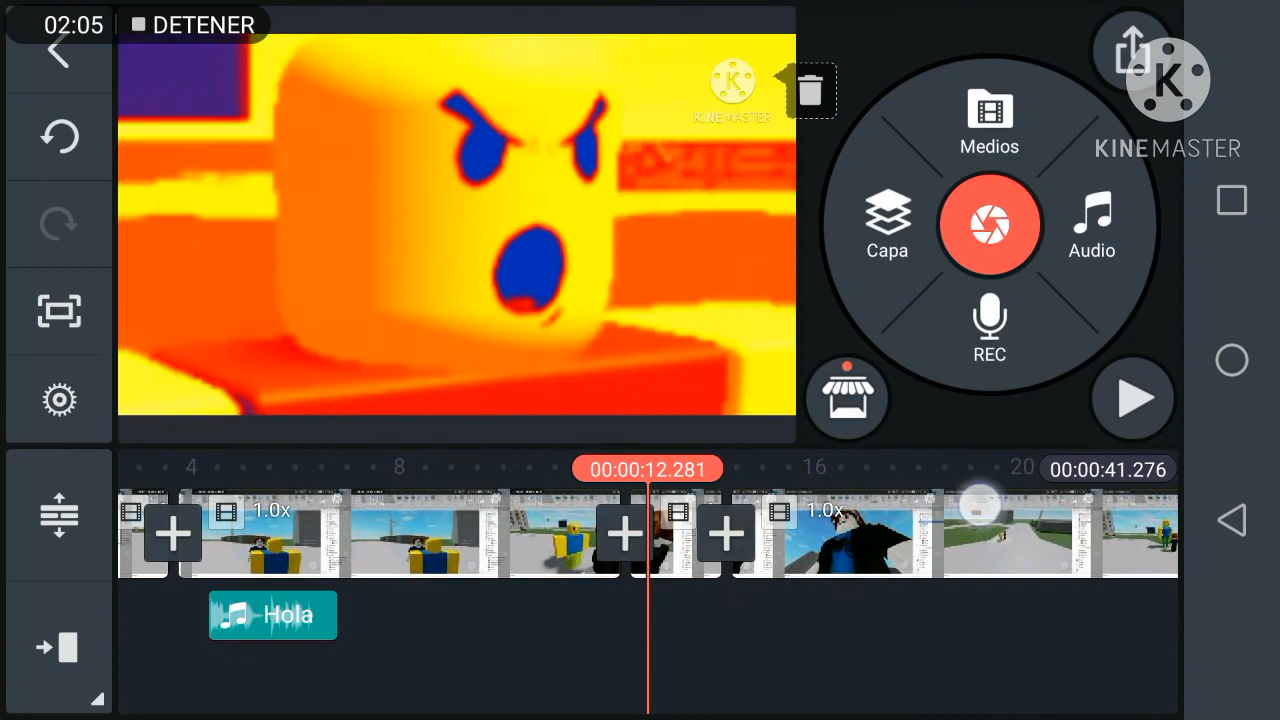 02:05 DETENER
K
KINEMASTER
K
KINEMASTER
Medios
Capa
Audio
REC
4
8
00:00:12.281
16
20
00:00:41.276
1.0x
1.0x
Hola